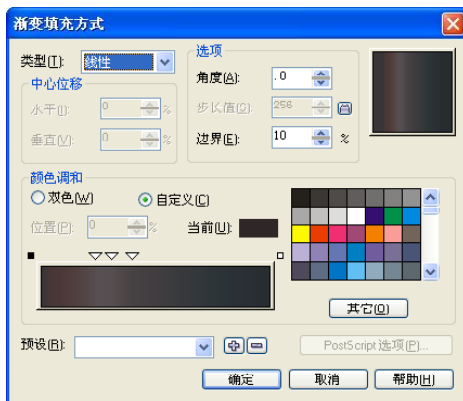 渐变填充方式
类型(T): 线性
选项
中心位移
角度(A): .0
水平(I): 0 %
步长值(S): 256
垂直(V): 0 %
边界(E): 10 %
颜色调和
双色(W) 自定义(C)
位置(P): 0 % 当前(U):
其它(O)
预设(R):
PostScript 选项(P)...
确定 取消 帮助(H)